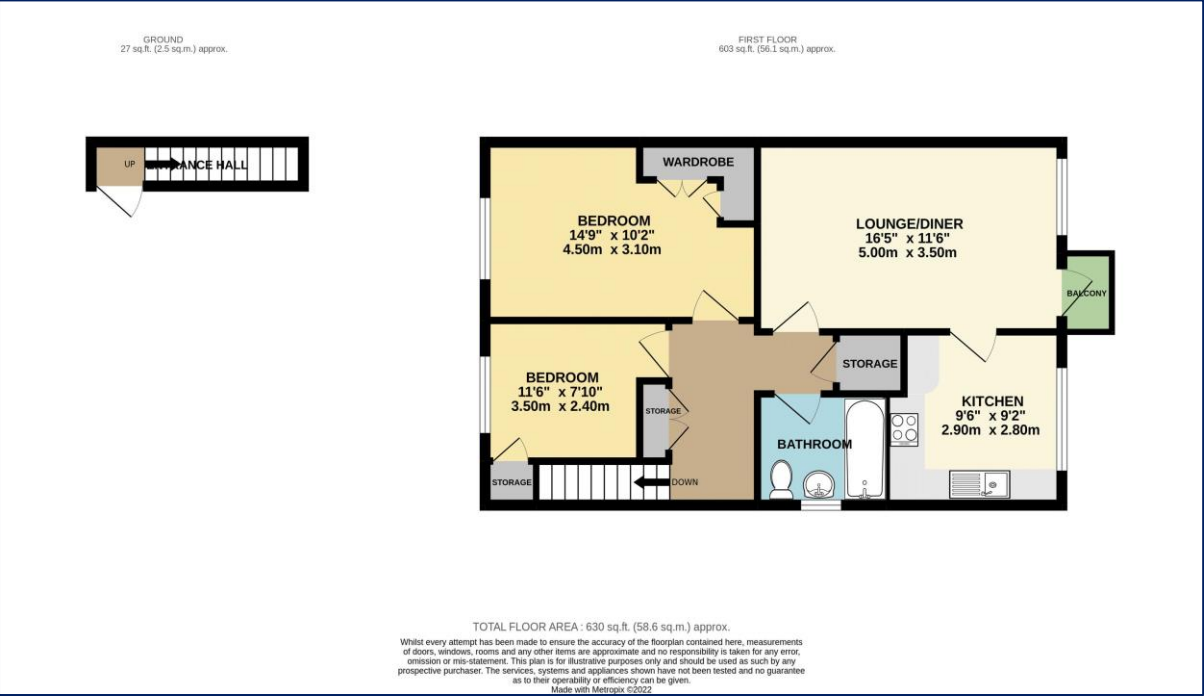 GROUND
27 sq.ft. (2.5 sq.m.) approx.
FIRST FLOOR
603 sq.ft. (56.1 sq.m.) approx.
UP
ENTRANCE HALL
WARDROBE
BEDROOM
14'9" x 10'2"
4.50m x 3.10m
LOUNGE/DINER
16'5" x 11'6"
5.00m x 3.50m
BALCONY
BEDROOM
11'6" x 7'10"
3.50m x 2.40m
STORAGE
STORAGE
KITCHEN
9'6" x 9'2"
2.90m x 2.80m
BATHROOM
STORAGE
DOWN
TOTAL FLOOR AREA : 630 sq.ft. (58.6 sq.m.) approx.
Whilst every attempt has been made to ensure the accuracy of the floorplan contained here, measurements
of doors, windows, rooms and any other items are approximate and no responsibility is taken for any error,
omission or mis-statement. This plan is for illustrative purposes only and should be used as such by any
prospective purchaser. The services, systems and appliances shown have not been tested and no guarantee
as to their operability or efficiency can be given.
Made with Metropix ©2022